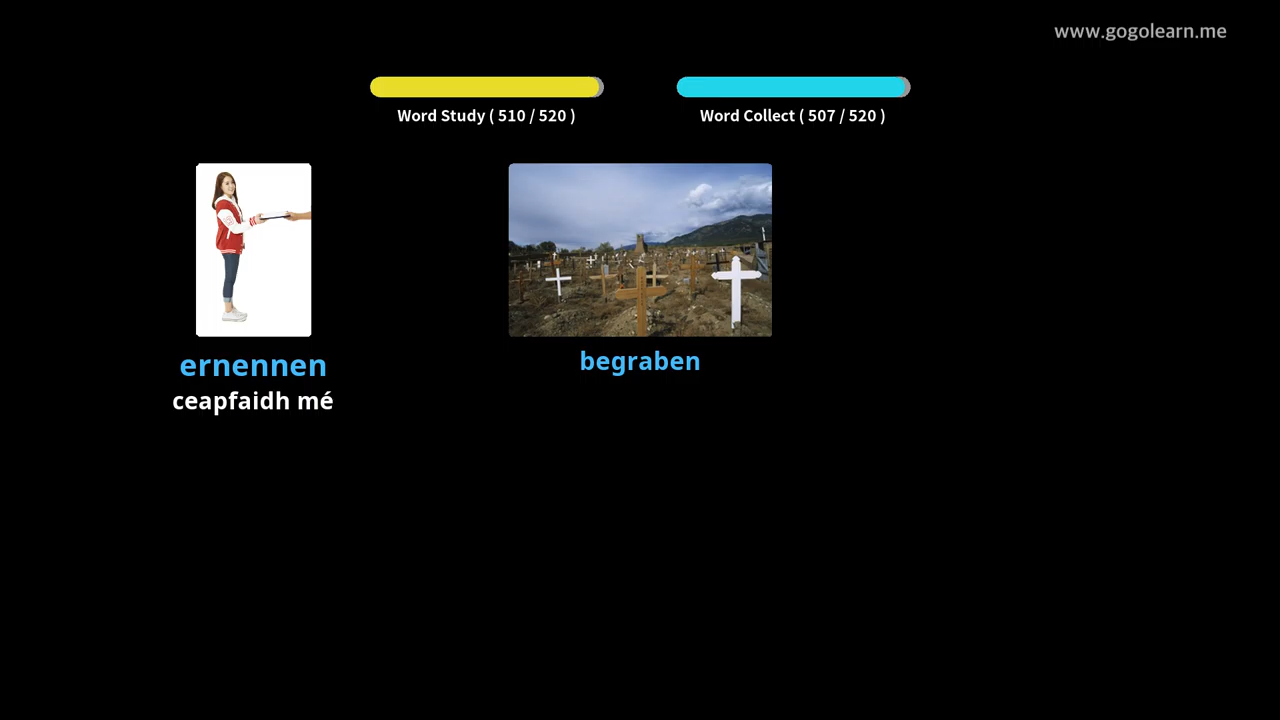 www.gogolearn.me
Word Study ( 510 / 520 )
Word Collect ( 507 / 520 )
ernennen
ceapfaidh mé
begraben